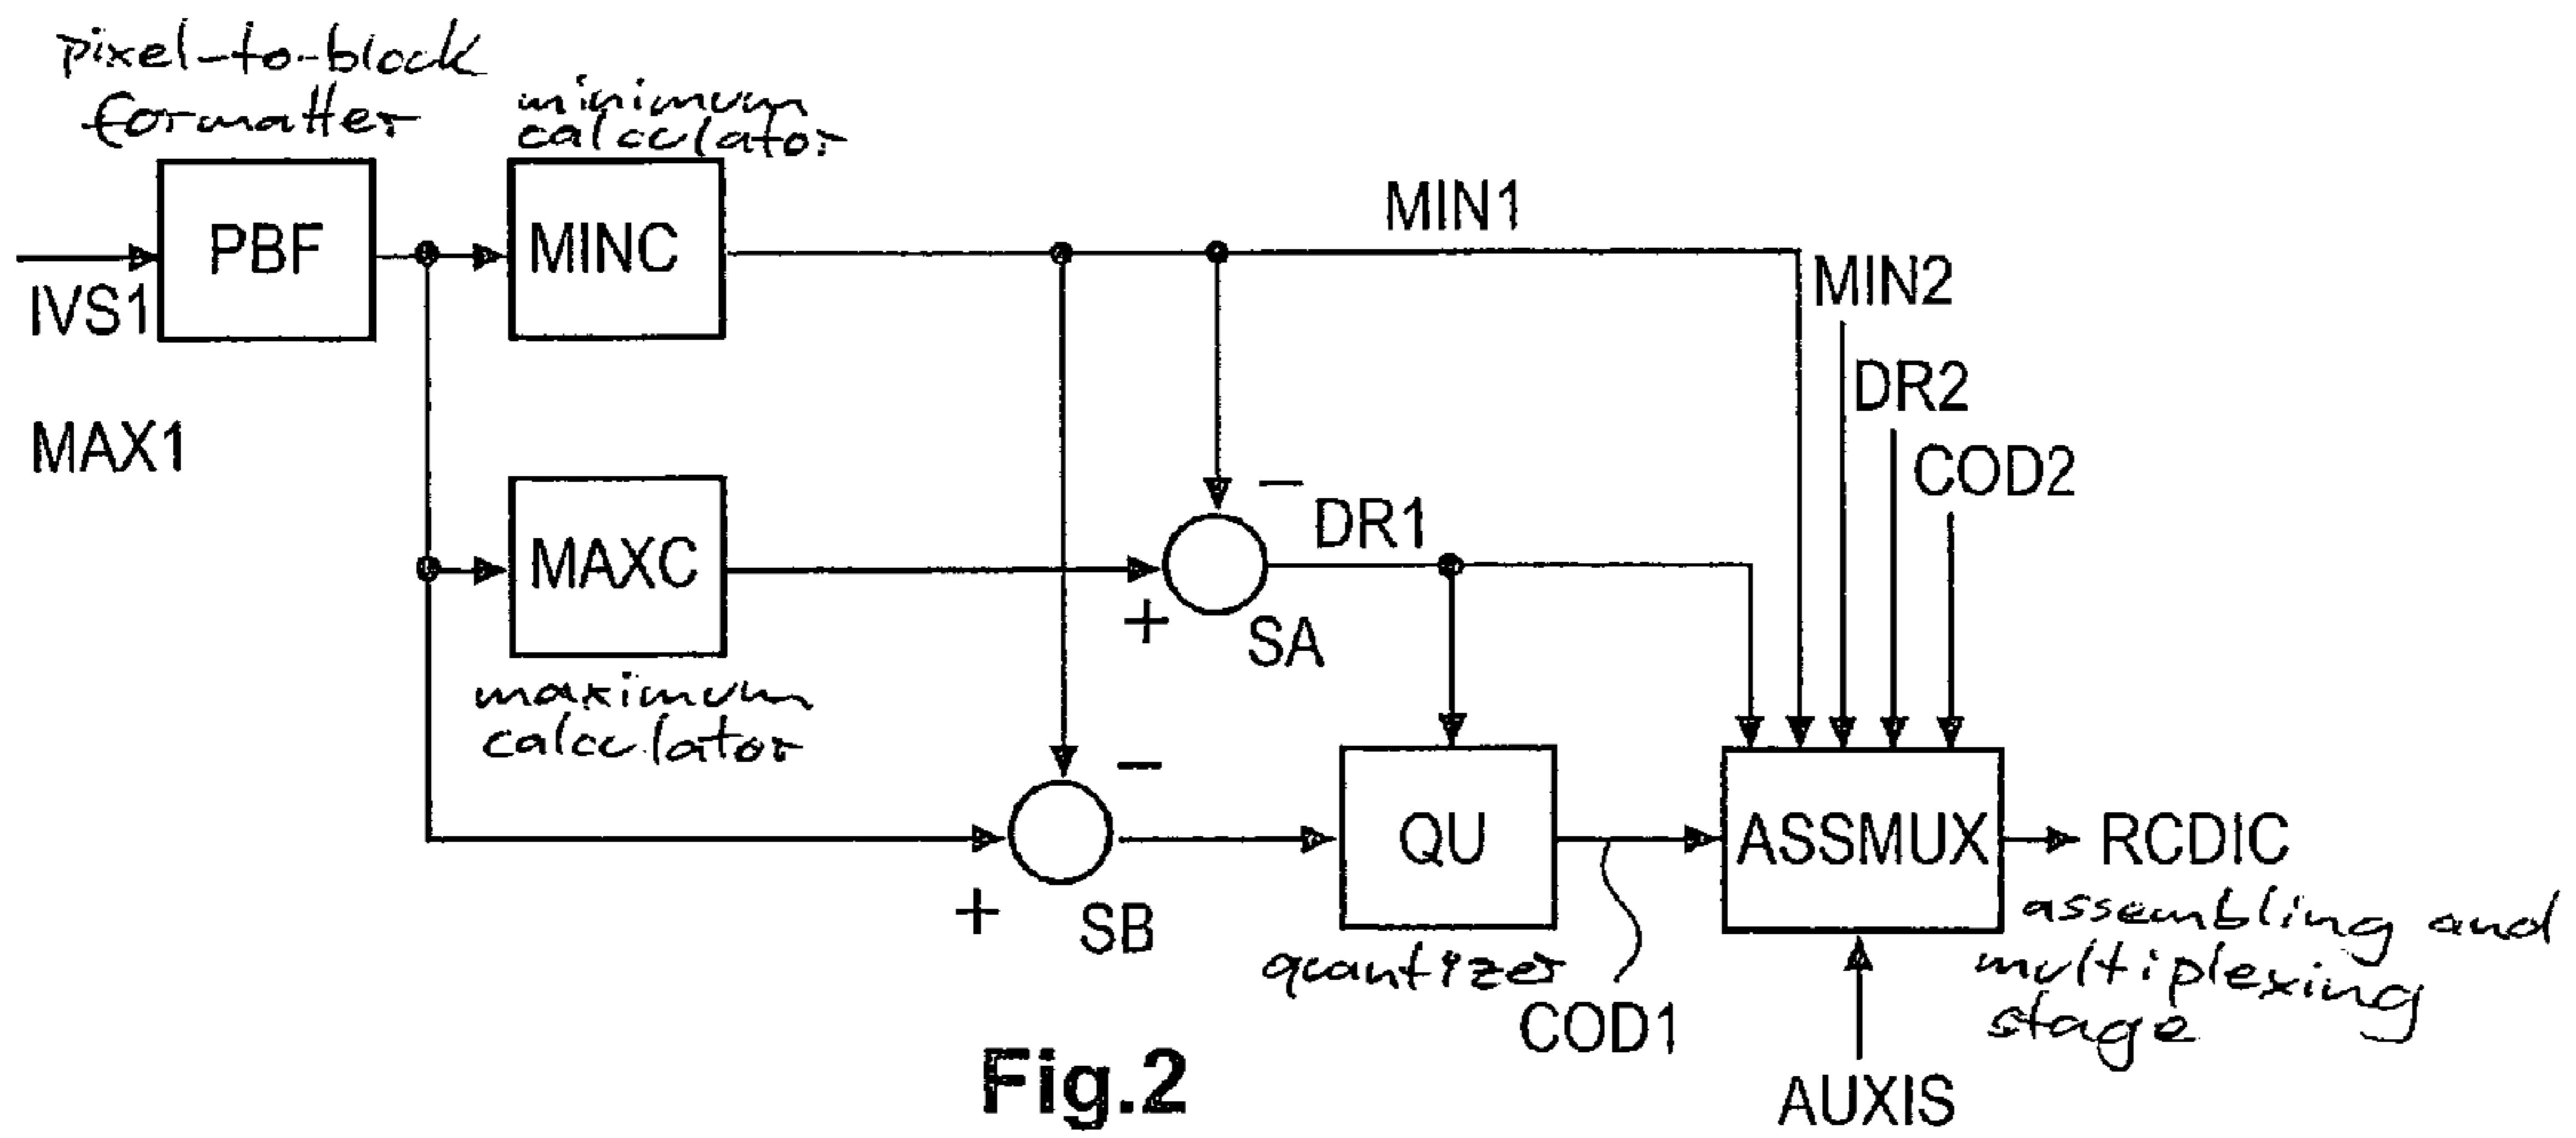 pixel-to-block
formatter
minimum
calculator
PBF
MINC
MIN1
IVS1
MIN2
DR2
MAX1
COD2
MAXC
−
DR1
+
SA
maximum
calculator
−
QU
ASSMUX
RCDIC
+
SB
quantizer
COD1
assembling and
multiplexing
stage
AUXIS
Fig.2